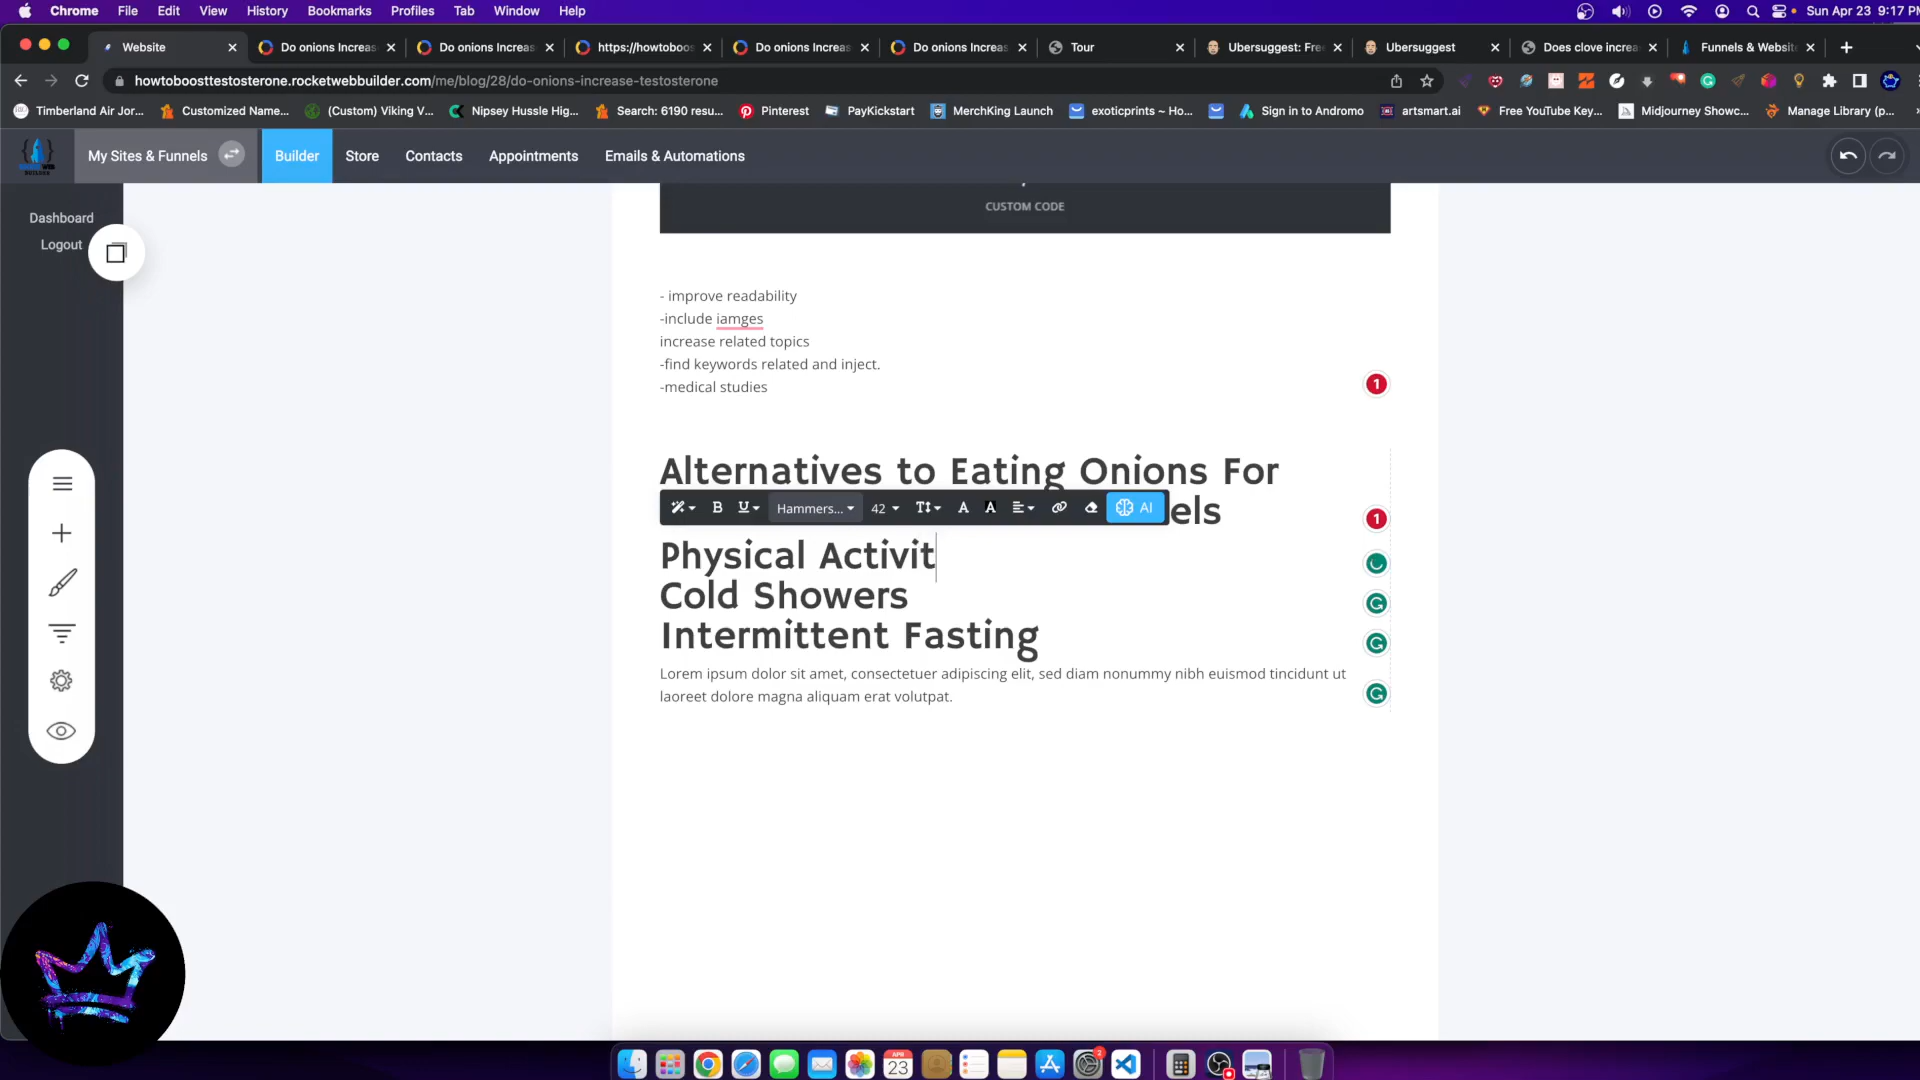 Chrome File Edit View History Bookmarks Profiles Tab Window Help Sun Apr 23 9:17
Website Do onions Increas Do onions Increas https://howtoboos Do onions Increas Do onions Increas Tour Ubersuggest: Fre Ubersuggest Does clove increa Funnels & Websit
howtoboosttestosterone.rocketwebbuilder.com/me/blog/28/do-onions-increase-testosterone
Timberland Air Jor... Customized Name... (Custom) Viking V... Nipsey Hussle Hig... Search: 6190 resu... Pinterest PayKickstart MerchKing Launch exoticprints ~ Ho... Sign in to Andromo artsmart.ai Free YouTube Key... Midjourney Showc... Manage Library (p...
My Sites & Funnels Builder Store Contacts Appointments Emails & Automations
Dashboard
Logout
CUSTOM CODE
- improve readability
-include iamges
increase related topics
-find keywords related and inject.
-medical studies
1
Alternatives to Eating Onions For
Hammers... 42 AI
els
1
Physical Activit
Cold Showers
Intermittent Fasting
Lorem ipsum dolor sit amet, consectetuer adipiscing elit, sed diam nonummy nibh euismod tincidunt ut
laoreet dolore magna aliquam erat volutpat.
APR
23
2